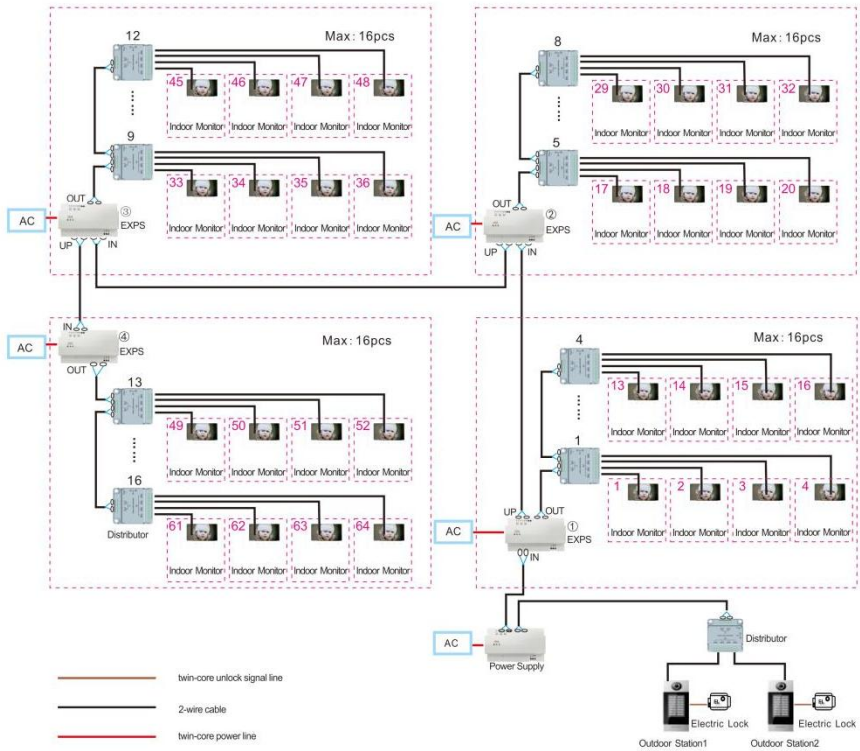 12
Max: 16pcs
45
46
47
48
Indoor Monitor
Indoor Monitor
Indoor Monitor
Indoor Monitor
9
33
34
35
36
OUT
③
AC
EXPS
Indoor Monitor
Indoor Monitor
Indoor Monitor
Indoor Monitor
UP
IN
8
Max: 16pcs
29
30
31
32
Indoor Monitor
Indoor Monitor
Indoor Monitor
Indoor Monitor
5
17
18
19
20
OUT
②
AC
EXPS
Indoor Monitor
Indoor Monitor
Indoor Monitor
Indoor Monitor
UP
IN
IN
④
Max: 16pcs
AC
EXPS
OUT
13
49
50
51
52
Indoor Monitor
Indoor Monitor
Indoor Monitor
Indoor Monitor
16
Distributor
61
62
63
64
Indoor Monitor
Indoor Monitor
Indoor Monitor
Indoor Monitor
4
Max: 16pcs
13
14
15
16
Indoor Monitor
Indoor Monitor
Indoor Monitor
Indoor Monitor
1
1
2
3
4
UP
OUT
①
AC
EXPS
Indoor Monitor
Indoor Monitor
Indoor Monitor
Indoor Monitor
IN
AC
Power Supply
Distributor
EL
Electric Lock
EL
Electric Lock
Outdoor Station1
Outdoor Station2
twin-core unlock signal line
2-wire cable
twin-core power line